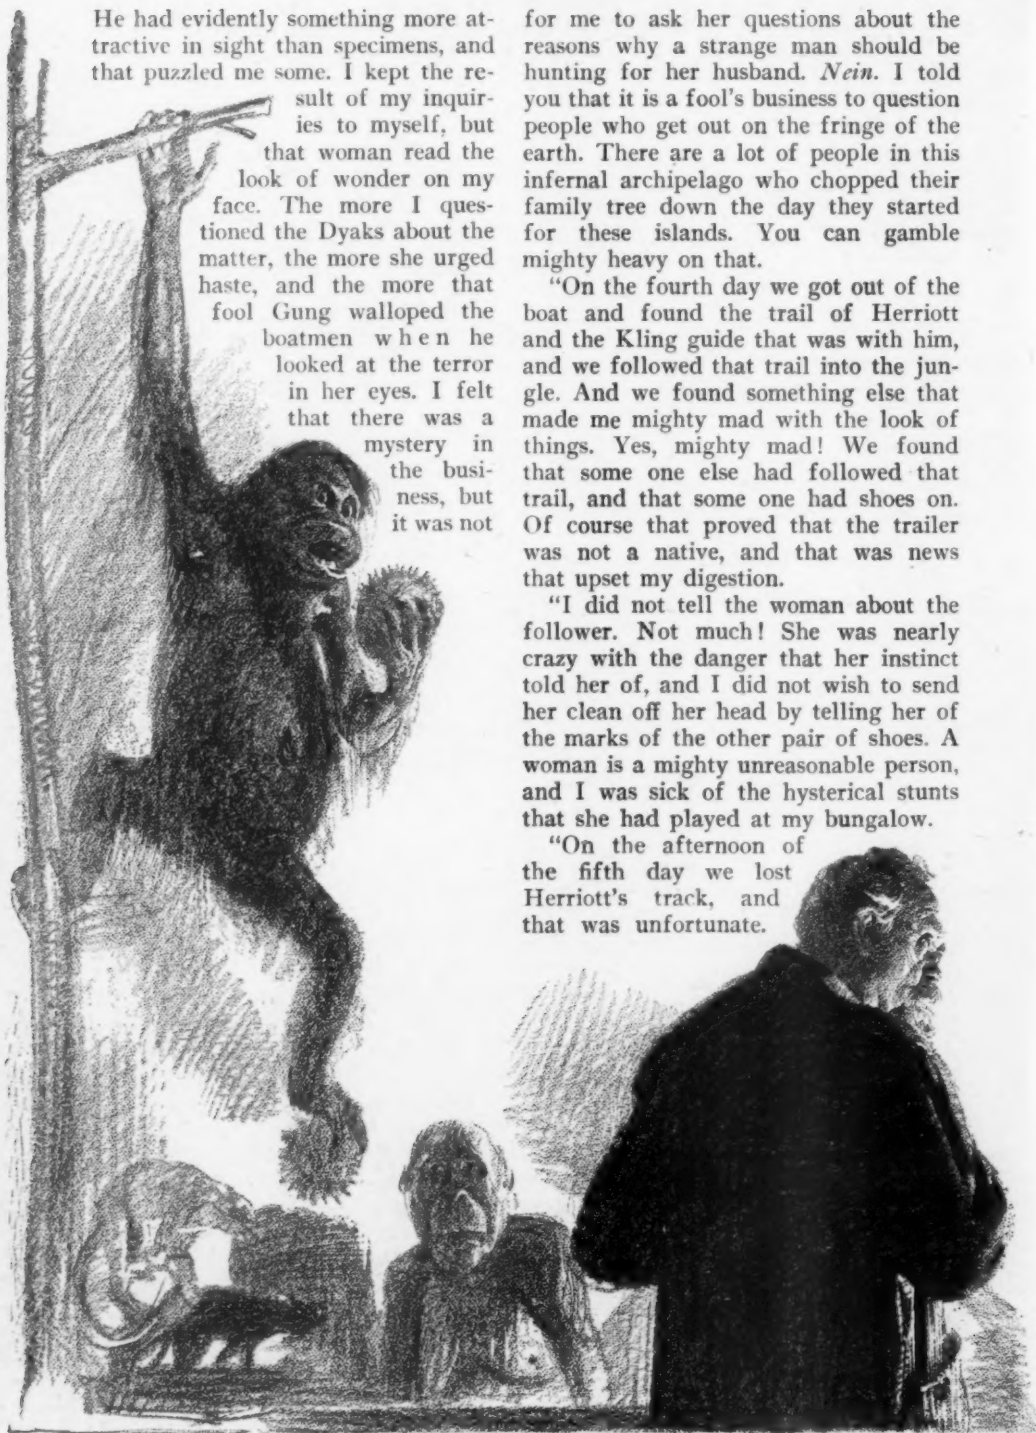 He had evidently something more at-
tractive in sight than specimens, and
that puzzled me some. I kept the re-
sult of my inquir-
ies to myself, but
that woman read the
look of wonder on my
face. The more I ques-
tioned the Dyaks about the
matter, the more she urged
haste, and the more that
fool Gung walloped the
boatmen when he
looked at the terror
in her eyes. I felt
that there was a
mystery in
the busi-
ness, but
it was not
for me to ask her questions about the
reasons why a strange man should be
hunting for her husband. Nein. I told
you that it is a fool's business to question
people who get out on the fringe of the
earth. There are a lot of people in this
infernal archipelago who chopped their
family tree down the day they started
for these islands. You can gamble
mighty heavy on that.
"On the fourth day we got out of the
boat and found the trail of Herriott
and the Kling guide that was with him,
and we followed that trail into the jun-
gle. And we found something else that
made me mighty mad with the look of
things. Yes, mighty mad! We found
that some one else had followed that
trail, and that some one had shoes on.
Of course that proved that the trailer
was not a native, and that was news
that upset my digestion.
"I did not tell the woman about the
follower. Not much! She was nearly
crazy with the danger that her instinct
told her of, and I did not wish to send
her clean off her head by telling her of
the marks of the other pair of shoes. A
woman is a mighty unreasonable person,
and I was sick of the hysterical stunts
that she had played at my bungalow.
"On the afternoon of
the fifth day we lost
Herriott's track, and
that was unfortunate.